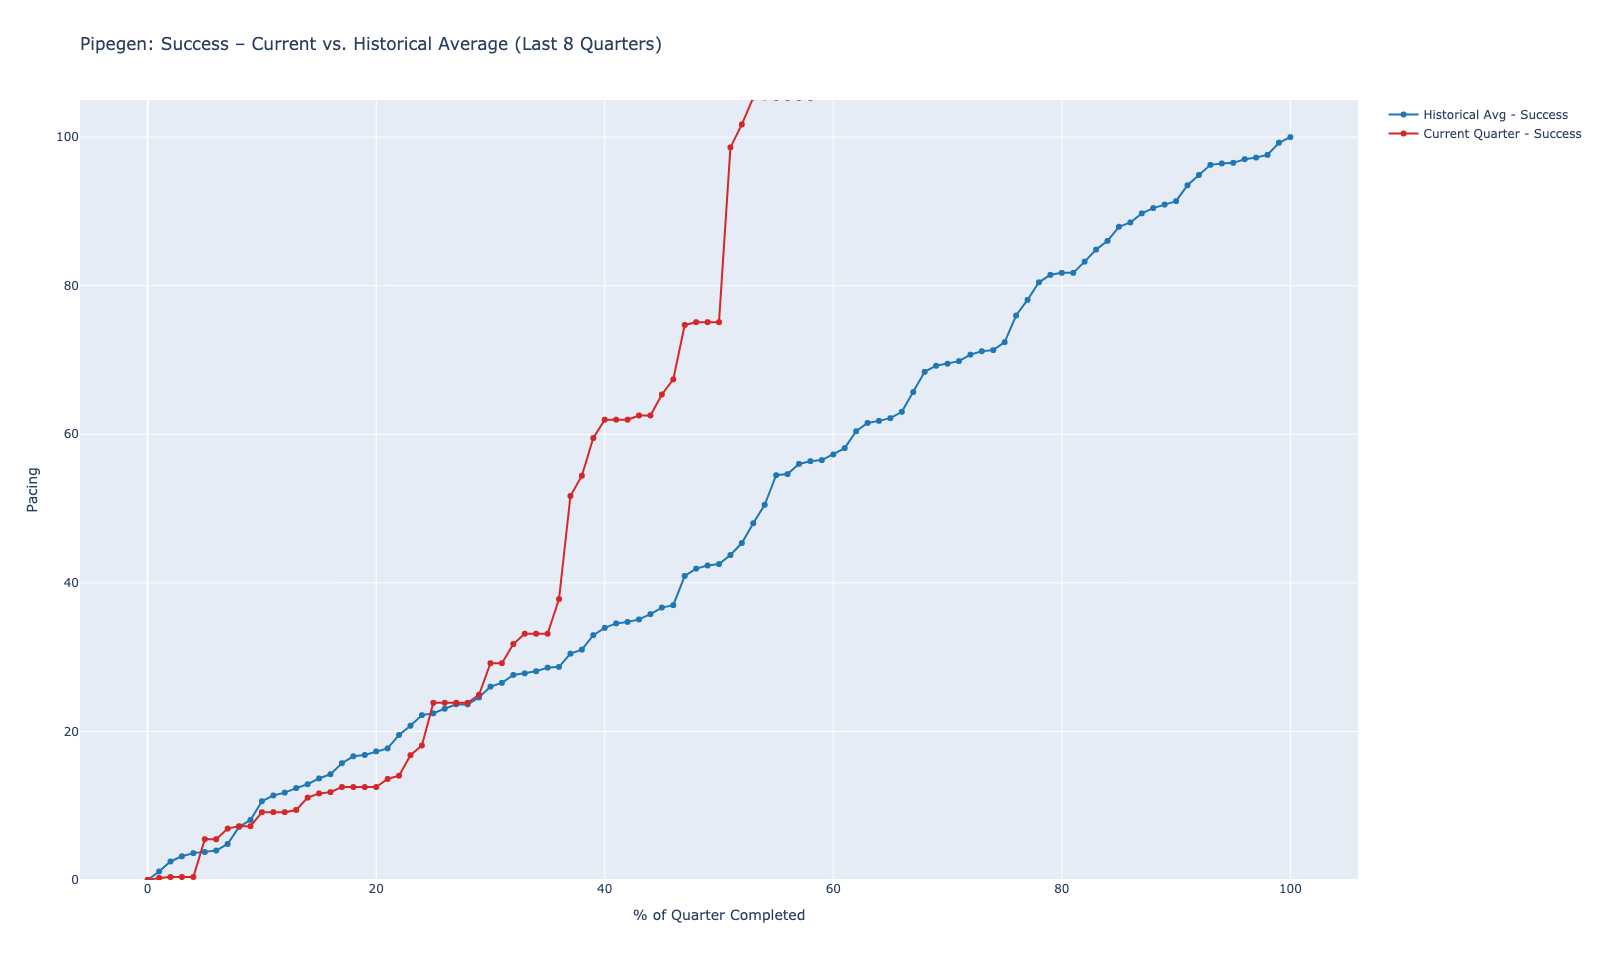 Pipegen: Success – Current vs. Historical Average (Last 8 Quarters)
Historical Avg - Success
Current Quarter - Success
Pacing
100
80
60
40
20
0
0 20 40 60 80 100
% of Quarter Completed